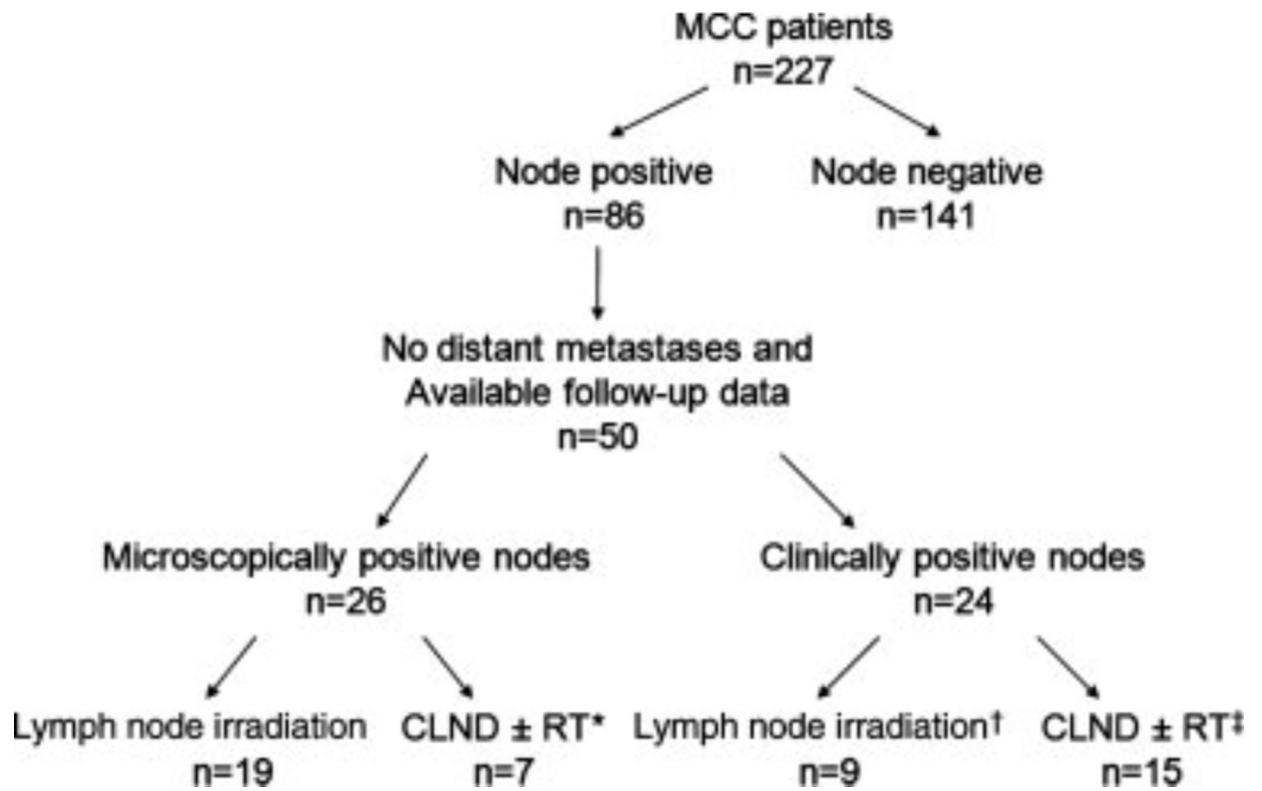 MCC patients
n=227
Node positive
n=86
Node negative
n=141
No distant metastases and
Available follow-up data
n=50
Microscopically positive nodes
n=26
Clinically positive nodes
n=24
Lymph node irradiation
n=19
CLND ± RT*
n=7
Lymph node irradiation†
n=9
CLND ± RT‡
n=15